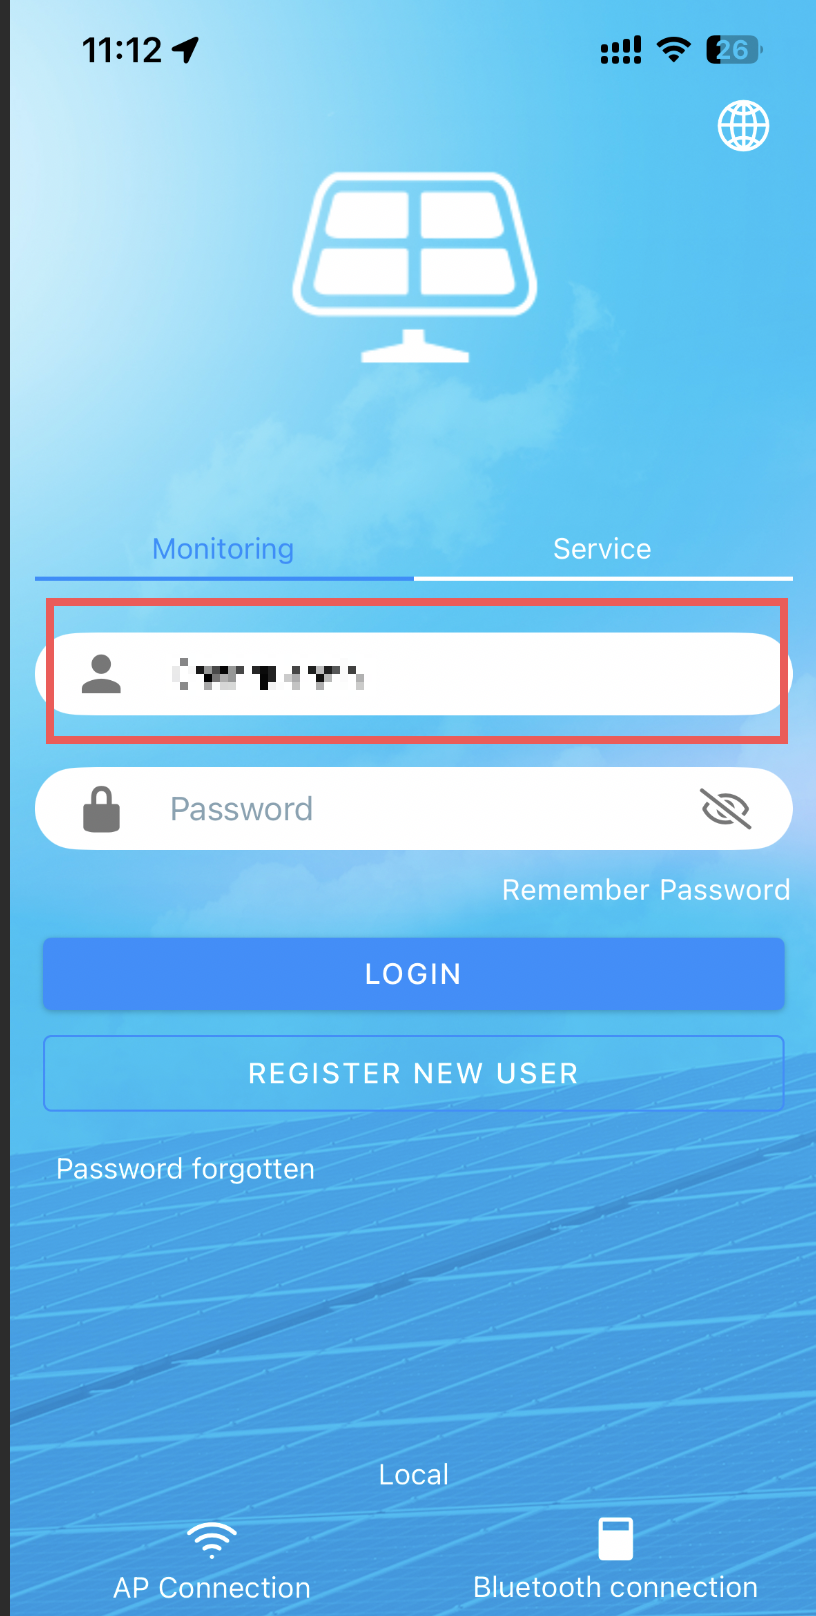 11:12
26
Monitoring Service
Password
Remember Password
LOGIN
REGISTER NEW USER
Password forgotten
Local
AP Connection Bluetooth connection